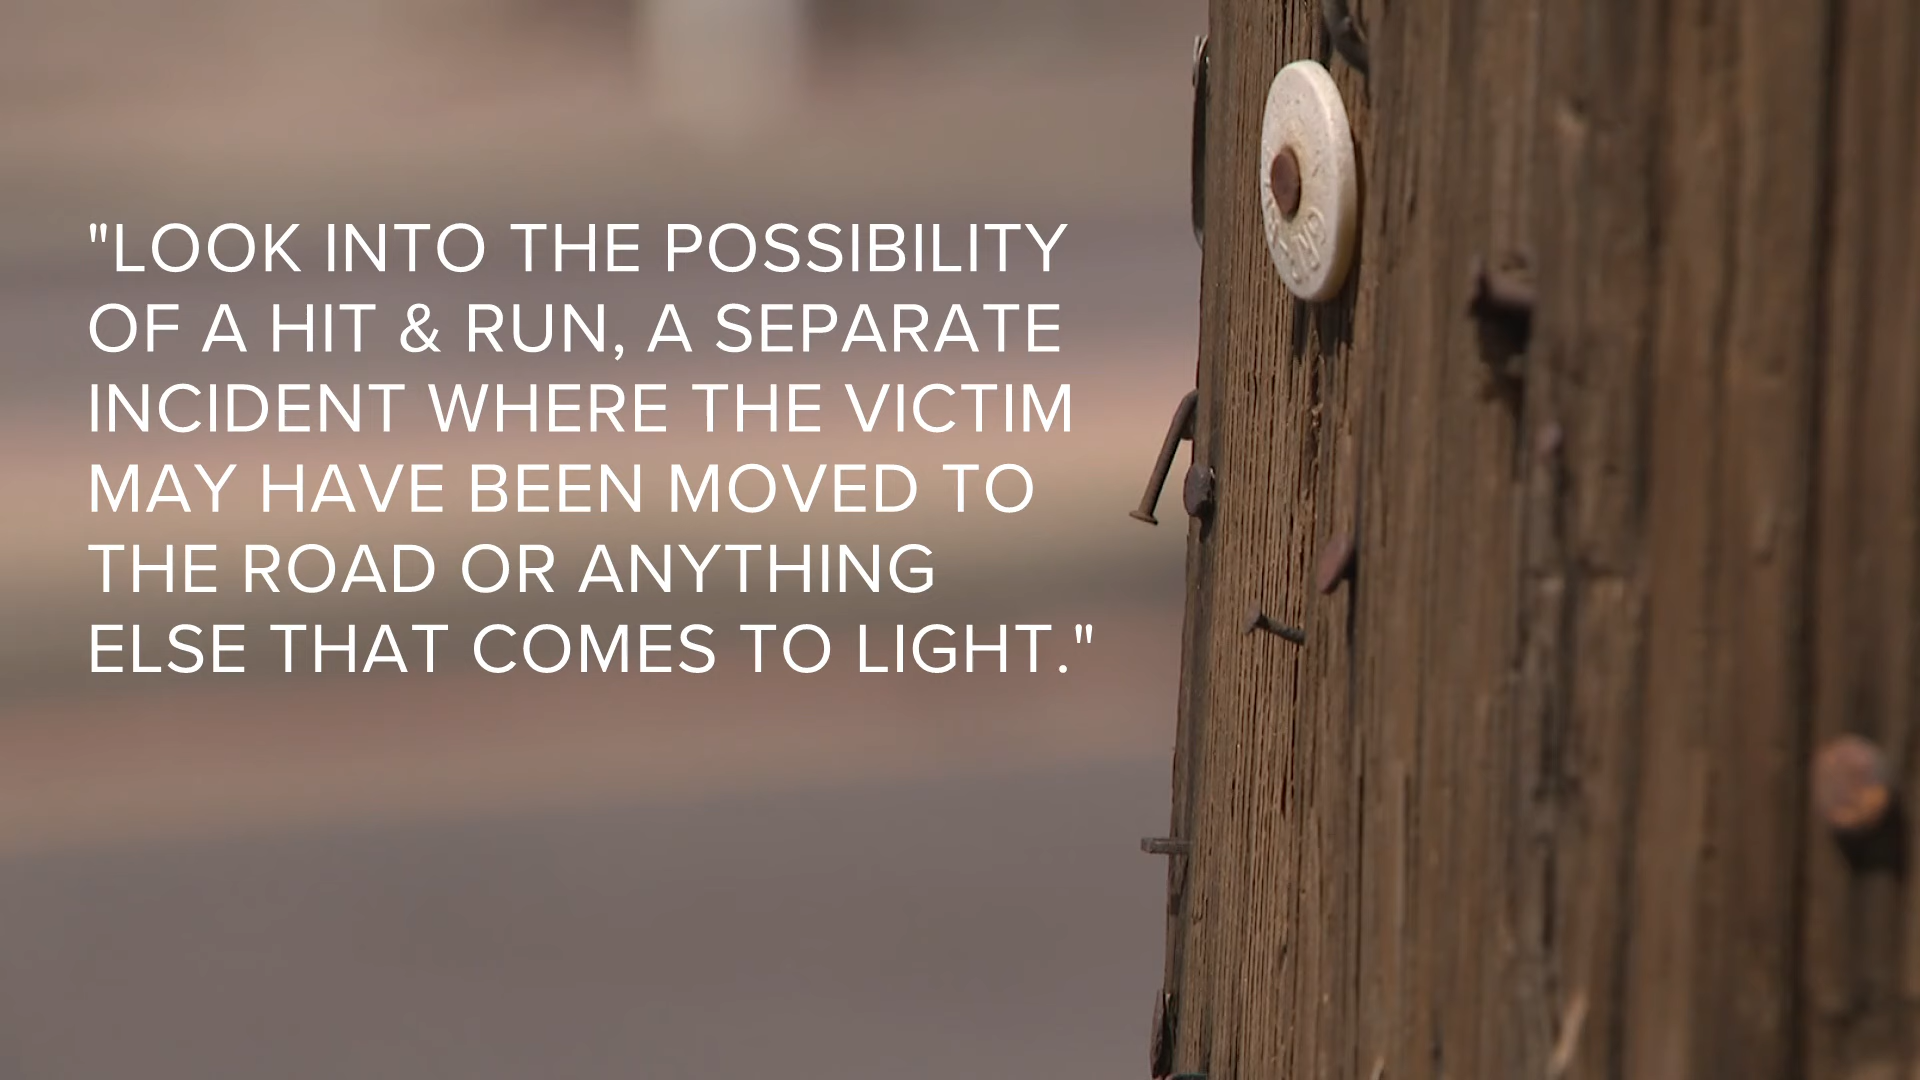 "LOOK INTO THE POSSIBILITY
OF A HIT & RUN, A SEPARATE
INCIDENT WHERE THE VICTIM
MAY HAVE BEEN MOVED TO
THE ROAD OR ANYTHING
ELSE THAT COMES TO LIGHT."